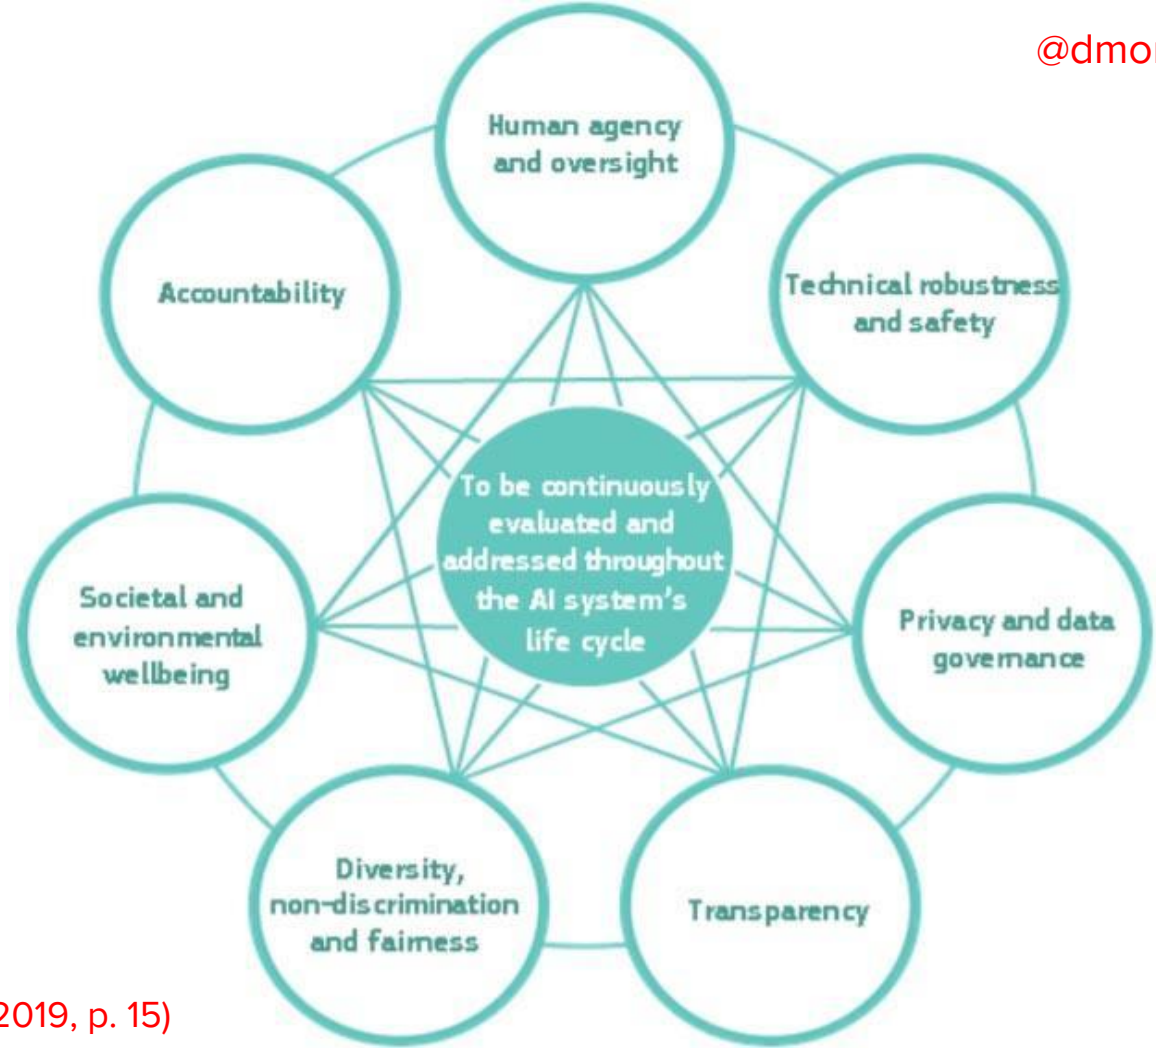 @dmo
Human agency
and oversight
Accountability
Technical robustness
and safety
To be continuously
evaluated and
addressed throughout
the AI system's
life cycle
Societal and
environmental
wellbeing
Privacy and data
governance
Diversity,
non-discrimination
and fairness
Transparency
2019, p. 15)